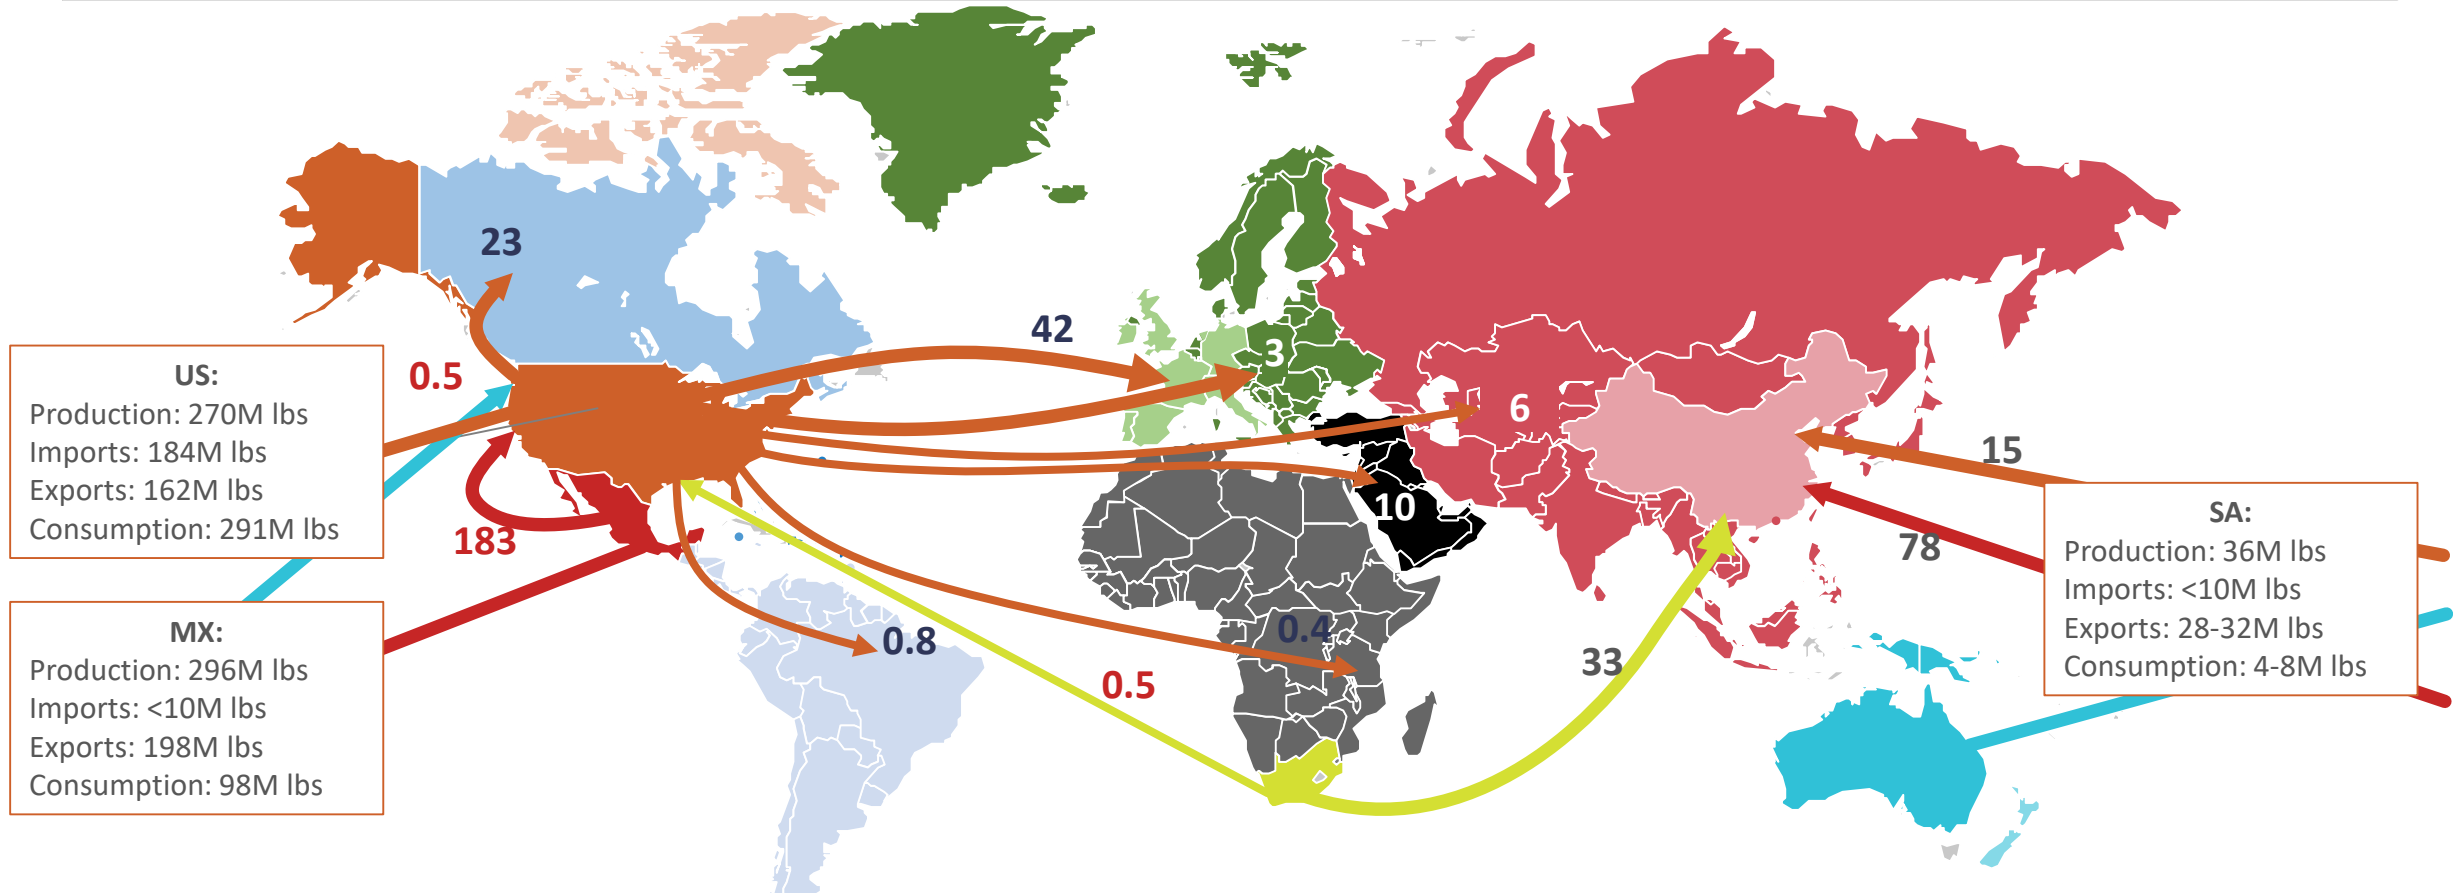 23
42
0.5
3
US:
Production: 270M lbs
Imports: 184M lbs
Exports: 162M lbs
Consumption: 291M lbs
6
15
10
183
78
SA:
Production: 36M lbs
Imports: <10M lbs
Exports: 28-32M lbs
Consumption: 4-8M lbs
MX:
Production: 296M lbs
Imports: <10M lbs
Exports: 198M lbs
Consumption: 98M lbs
0.8
0.4
0.5
33